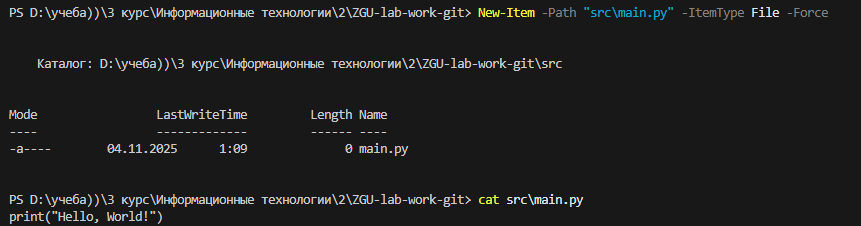 PS D:\учеба))\3 курс\Информационные технологии\2\ZGU-lab-work-git> New-Item -Path "src\main.py" -ItemType File -Force
Каталог: D:\учеба))\3 курс\Информационные технологии\2\ZGU-lab-work-git\src
Mode LastWriteTime Length Name
---- ------------- ------ ----
-a---- 04.11.2025 1:09 0 main.py
PS D:\учеба))\3 курс\Информационные технологии\2\ZGU-lab-work-git> cat src\main.py
print("Hello, World!")